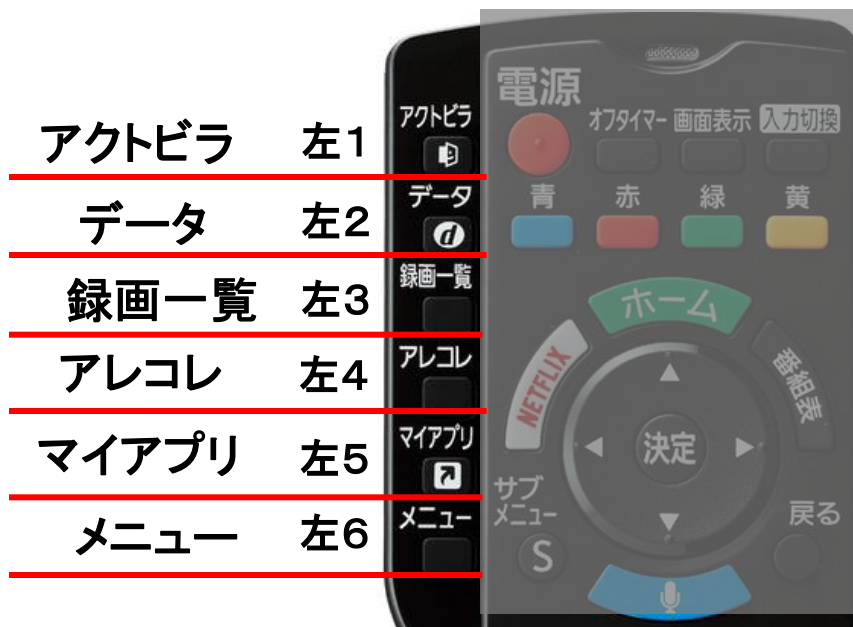 電源
アクトビラ 左1 アクトビラ オフタイマー 画面表示 入力切換
データ 左2 データ 青 赤 緑 黄
d
録画一覧 左3 録画一覧 ホーム
アレコレ 左4 アレコレ NETFLIX 番組表
マイアプリ 左5 マイアプリ 決定
サブメニュー 戻る
メニュー 左6 メニュー
S